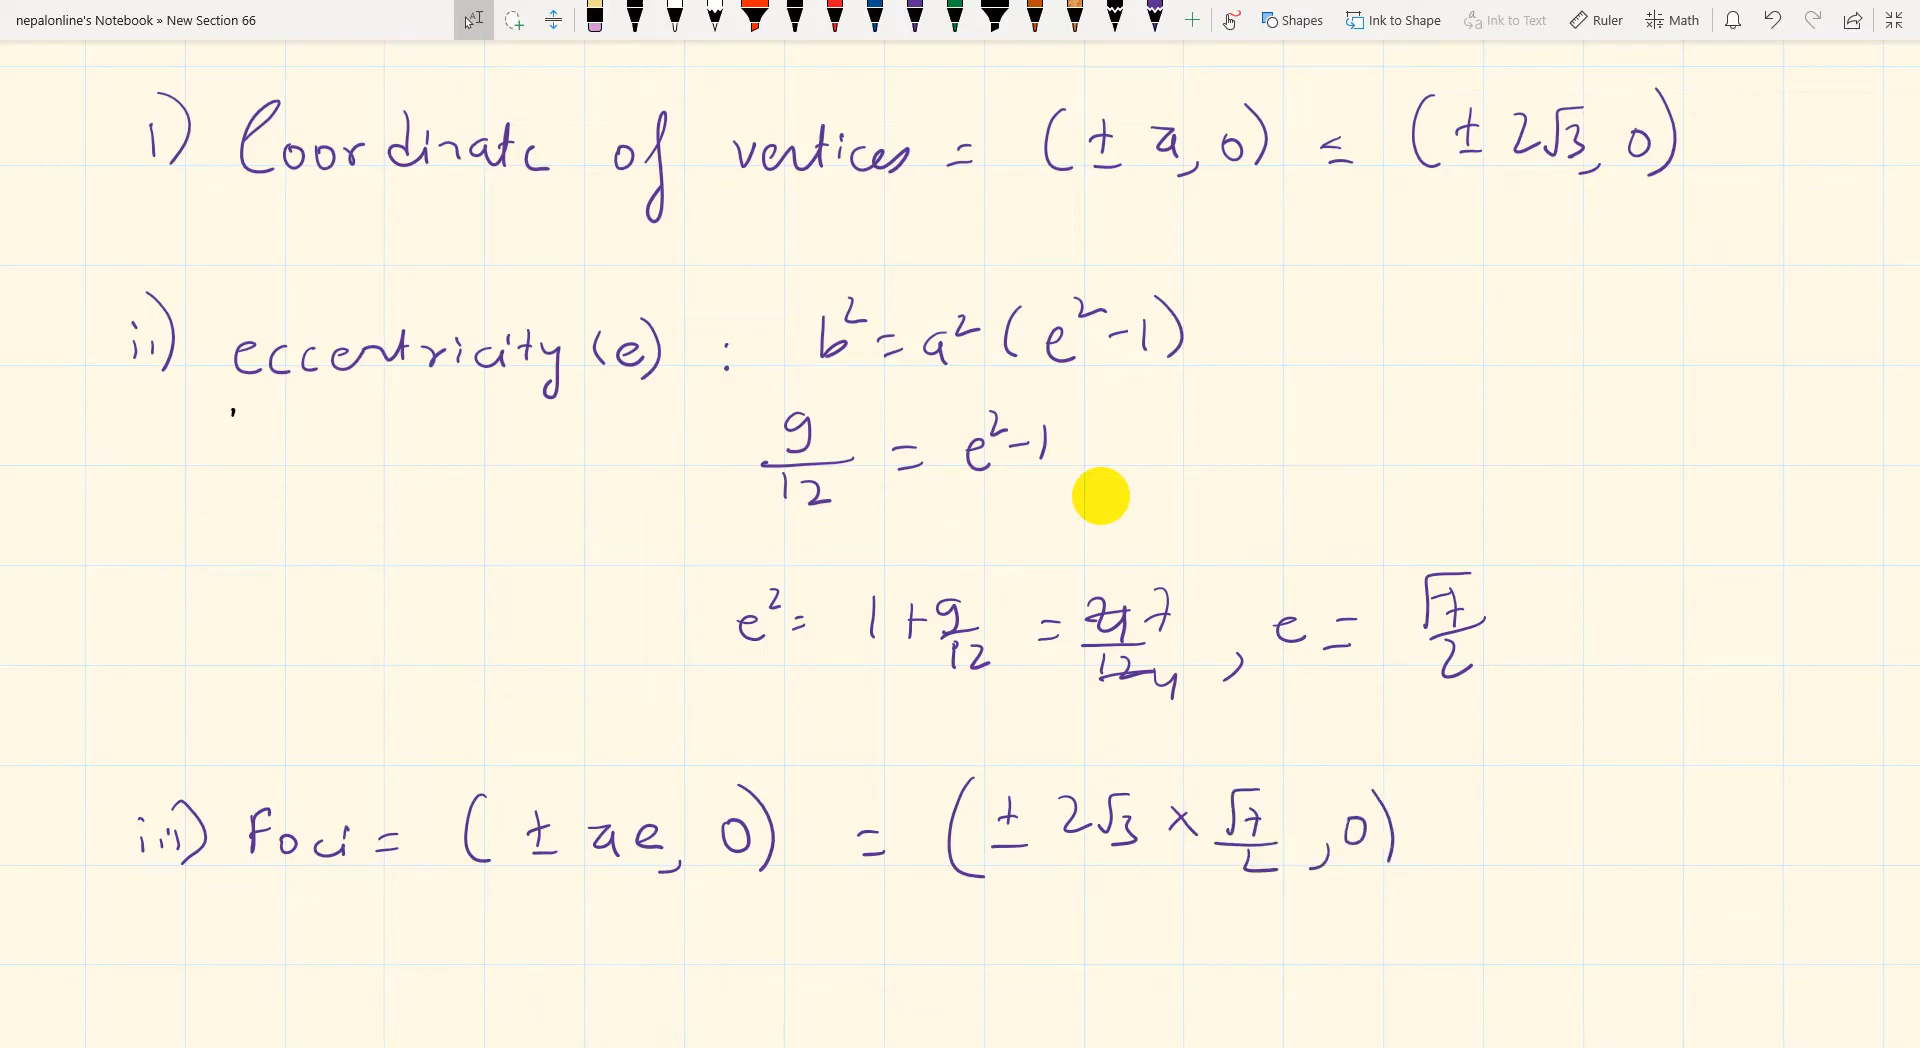 nepalonline's Notebook » New Section 66 Shapes Ink to Shape Ink to Text Ruler Math
i) Coordinate of vertices = (± a, 0) = (± 2√3, 0)
ii) eccentricity (e) : b² = a² (e² - 1)
9/12 = e² - 1
e² = 1 + 9/12 = 21/12 7/4 , e = √7/2
iii) Foci = (± ae, 0) = (± 2√3 × √7/2 , 0)